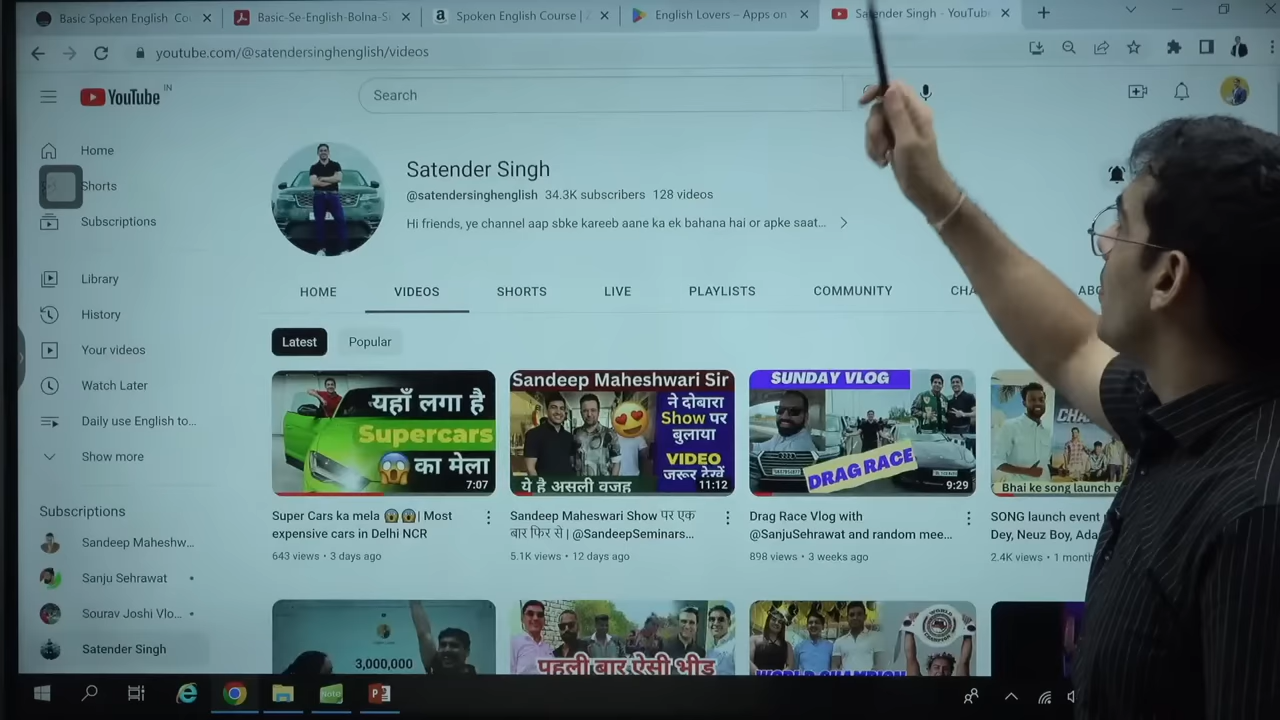 Basic Spoken English Cou
Basic-Se-English-Bolna-S
Spoken English Course |
English Lovers – Apps on
Satender Singh - YouTub
youtube.com/@satendersinghenglish/videos
YouTube IN
Search
Home
Shorts
Subscriptions
Library
History
Your videos
Watch Later
Daily use English to...
Show more
Subscriptions
Sandeep Maheshw...
Sanju Sehrawat
Sourav Joshi Vlo...
Satender Singh
Satender Singh
@satendersinghenglish 34.3K subscribers 128 videos
Hi friends, ye channel aap sbke kareeb aane ka ek bahana hai or apke saat...
HOME VIDEOS SHORTS LIVE PLAYLISTS COMMUNITY CHA ABO
Latest Popular
यहाँ लगा है
Supercars
का मेला
7:07
Super Cars ka mela 😱😱| Most
expensive cars in Delhi NCR
643 views • 3 days ago
Sandeep Maheshwari Sir
ने दोबारा
Show पर
बुलाया
VIDEO
जरूर देखें
ये है असली वजह
11:12
Sandeep Maheswari Show पर एक
बार फिर से | @SandeepSeminars...
5.1K views • 12 days ago
SUNDAY VLOG
DRAG RACE
9:29
Drag Race Vlog with
@SanjuSehrawat and random mee...
898 views • 3 weeks ago
CHA
Bhai ke song launch e
SONG launch event
Dey, Neuz Boy, Ada
2.4K views • 1 month
3,000,000
पहली बार ऐसी भीड़
WORLD CHAMPION